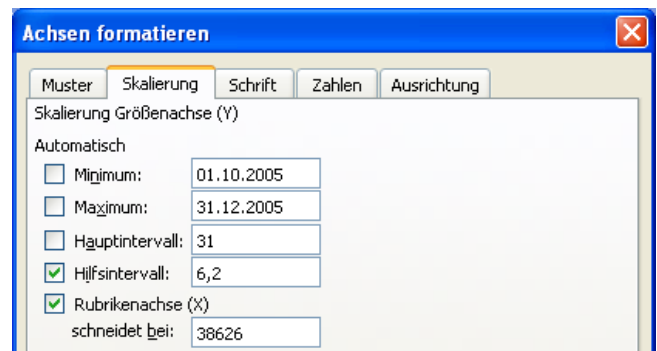 Achsen formatieren
Muster Skalierung Schrift Zahlen Ausrichtung
Skalierung Größenachse (Y)
Automatisch
Minimum: 01.10.2005
Maximum: 31.12.2005
Hauptintervall: 31
Hilfsintervall: 6,2
Rubrikenachse (X)
schneidet bei: 38626